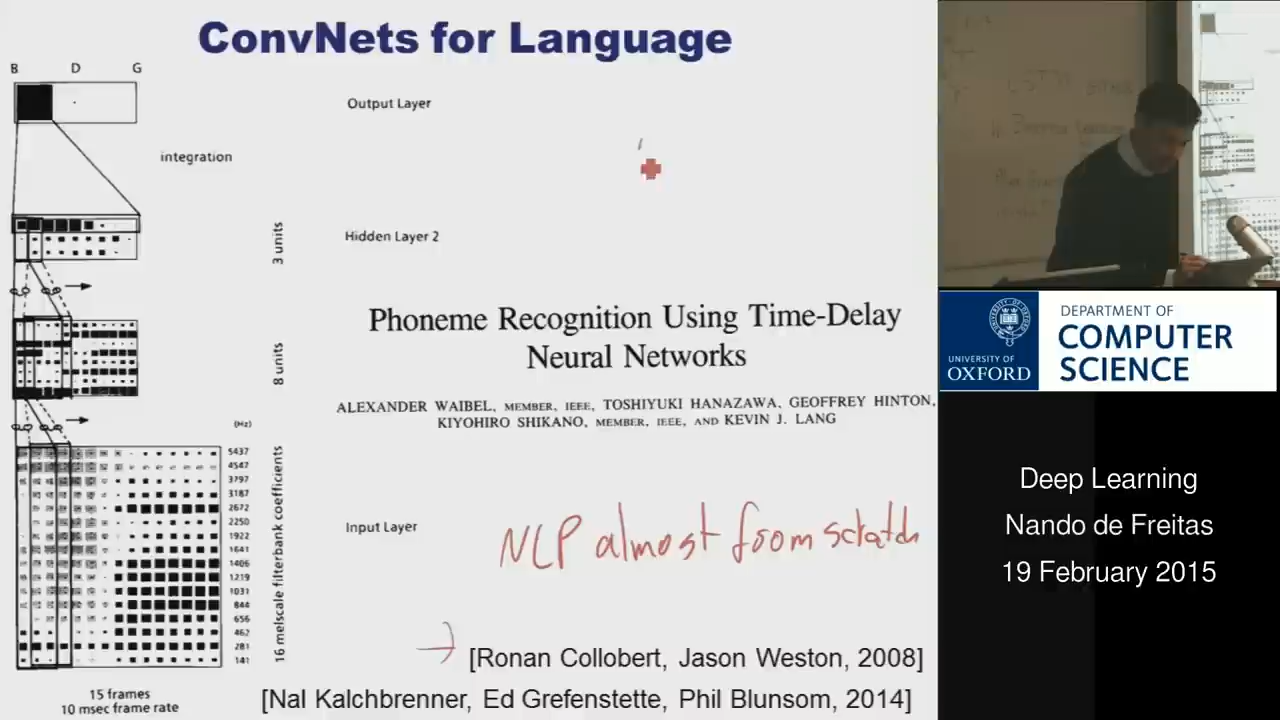 ConvNets for Language
B D G
Output Layer
integration
3 units
Hidden Layer 2
8 units
Phoneme Recognition Using Time-Delay
Neural Networks
ALEXANDER WAIBEL, MEMBER, IEEE, TOSHIYUKI HANAZAWA, GEOFFREY HINTON,
KIYOHIRO SHIKANO, MEMBER, IEEE, AND KEVIN J. LANG
(Hz)
5437
4547
3797
3187
2672
2250
1922
1641
1406
1219
1031
844
656
462
281
141
16 melscale filterbank coefficients
Input Layer
NLP almost from scratch
[Ronan Collobert, Jason Weston, 2008]
15 frames
10 msec frame rate
[Nal Kalchbrenner, Ed Grefenstette, Phil Blunsom, 2014]
UNIVERSITY OF
OXFORD
DEPARTMENT OF
COMPUTER
SCIENCE
Deep Learning
Nando de Freitas
19 February 2015